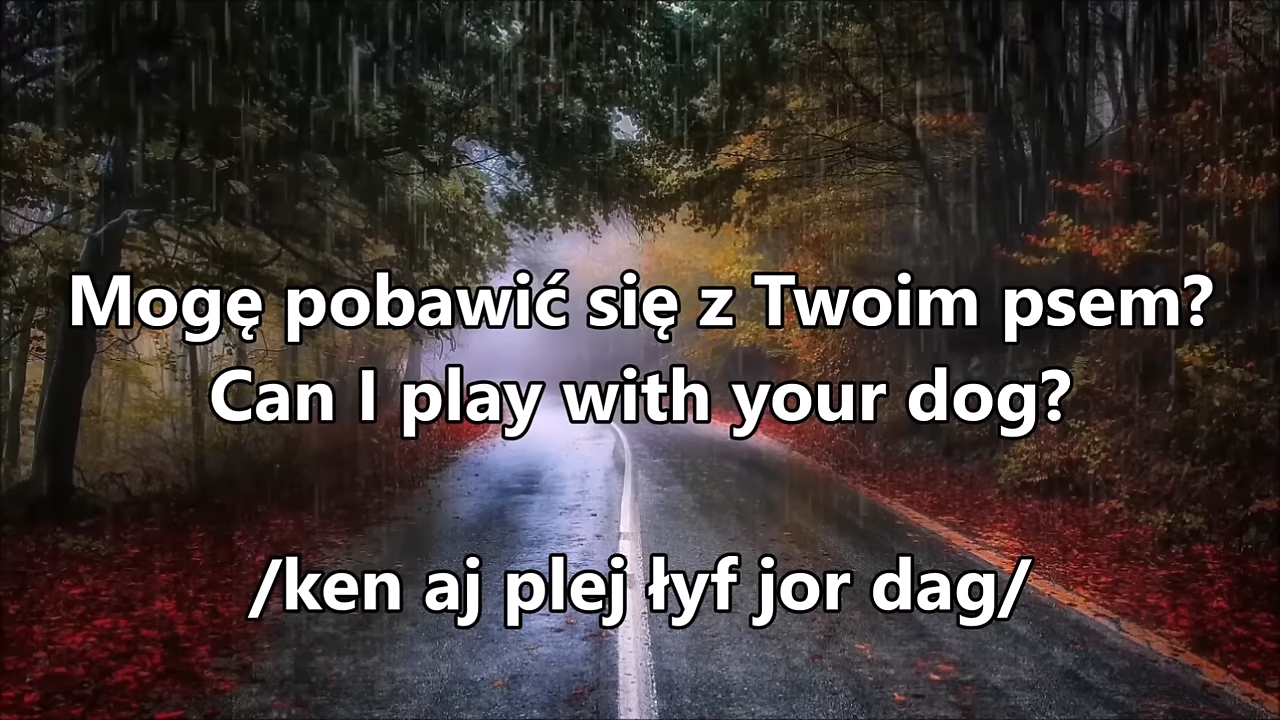 Mogę pobawić się z Twoim psem?
Can I play with your dog?
/ken aj plej łyf jor dag/